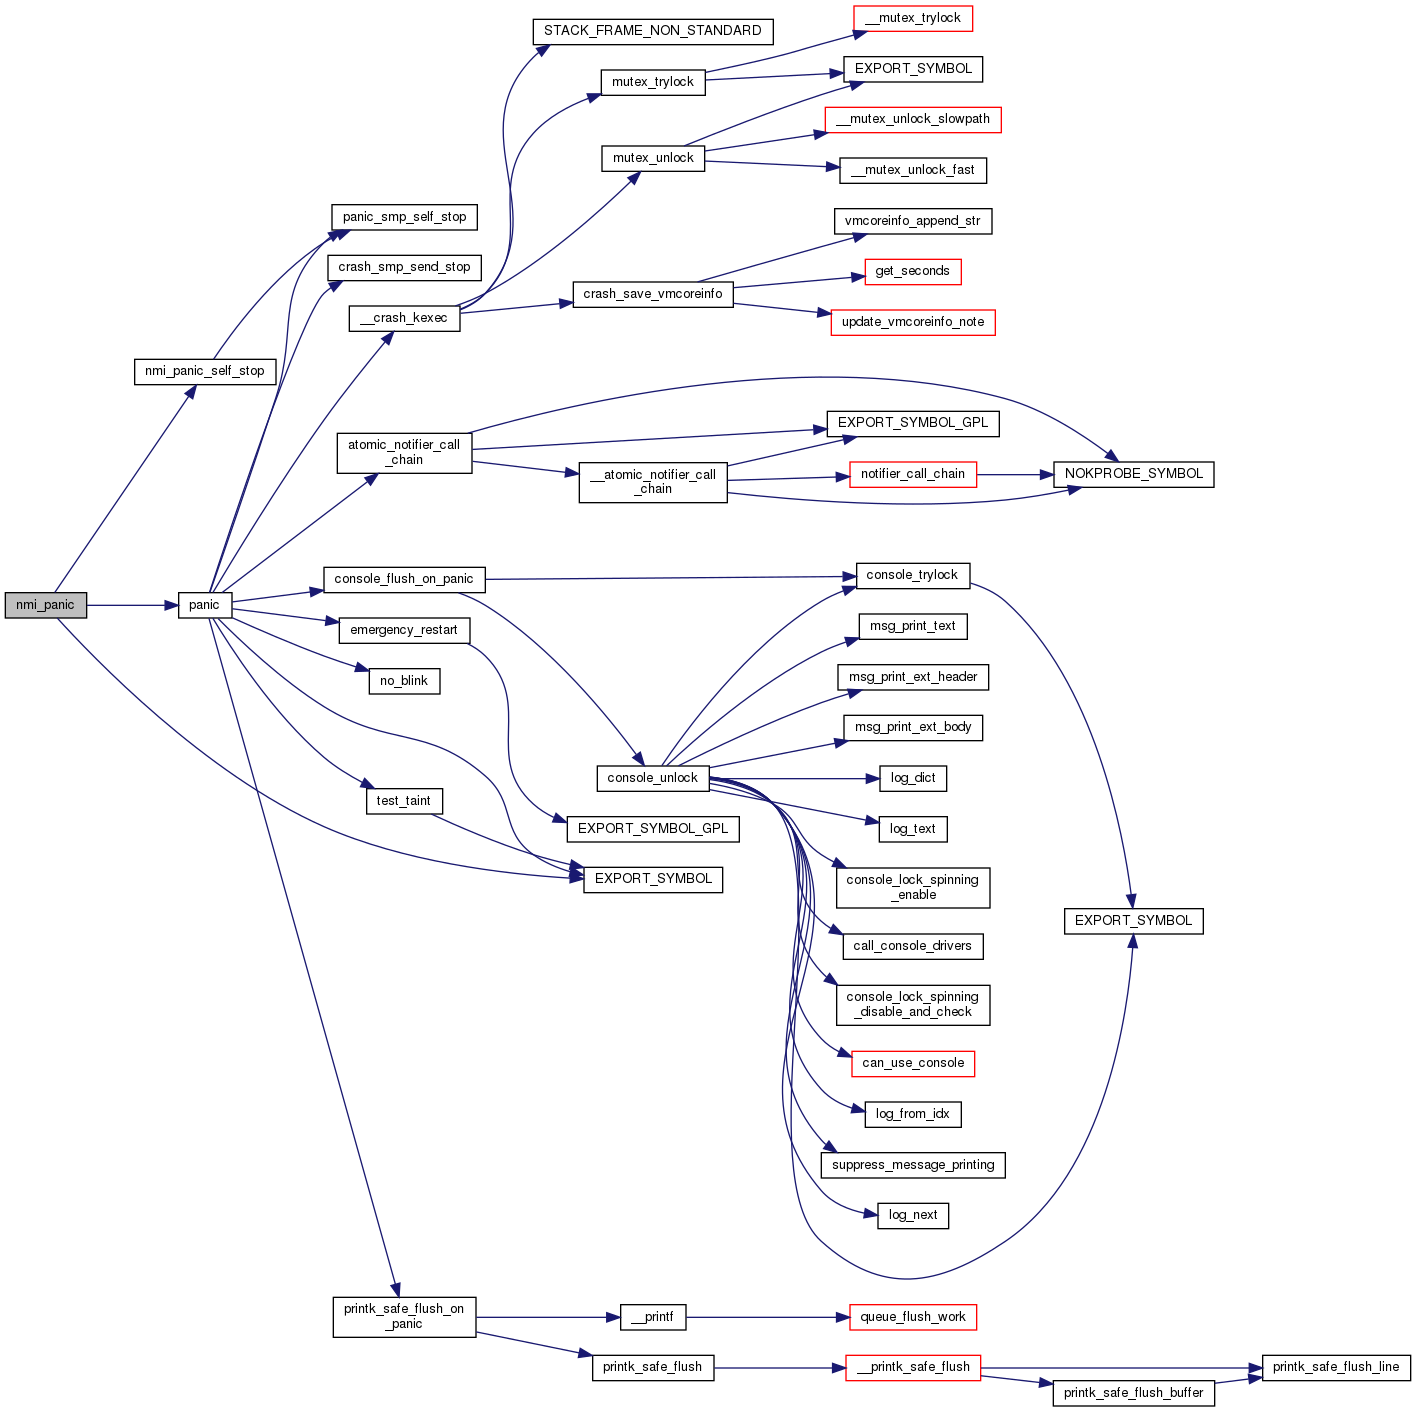 nmi_panic
nmi_panic_self_stop
panic
panic_smp_self_stop
crash_smp_send_stop
__crash_kexec
atomic_notifier_call
_chain
console_flush_on_panic
emergency_restart
no_blink
test_taint
printk_safe_flush_on
_panic
STACK_FRAME_NON_STANDARD
mutex_trylock
mutex_unlock
crash_save_vmcoreinfo
__atomic_notifier_call
_chain
console_unlock
EXPORT_SYMBOL_GPL
EXPORT_SYMBOL
__printf
printk_safe_flush
__mutex_trylock
EXPORT_SYMBOL
__mutex_unlock_slowpath
__mutex_unlock_fast
vmcoreinfo_append_str
get_seconds
update_vmcoreinfo_note
EXPORT_SYMBOL_GPL
notifier_call_chain
console_trylock
msg_print_text
msg_print_ext_header
msg_print_ext_body
log_dict
log_text
console_lock_spinning
_enable
call_console_drivers
console_lock_spinning
_disable_and_check
can_use_console
log_from_idx
suppress_message_printing
log_next
queue_flush_work
__printk_safe_flush
NOKPROBE_SYMBOL
EXPORT_SYMBOL
printk_safe_flush_buffer
printk_safe_flush_line